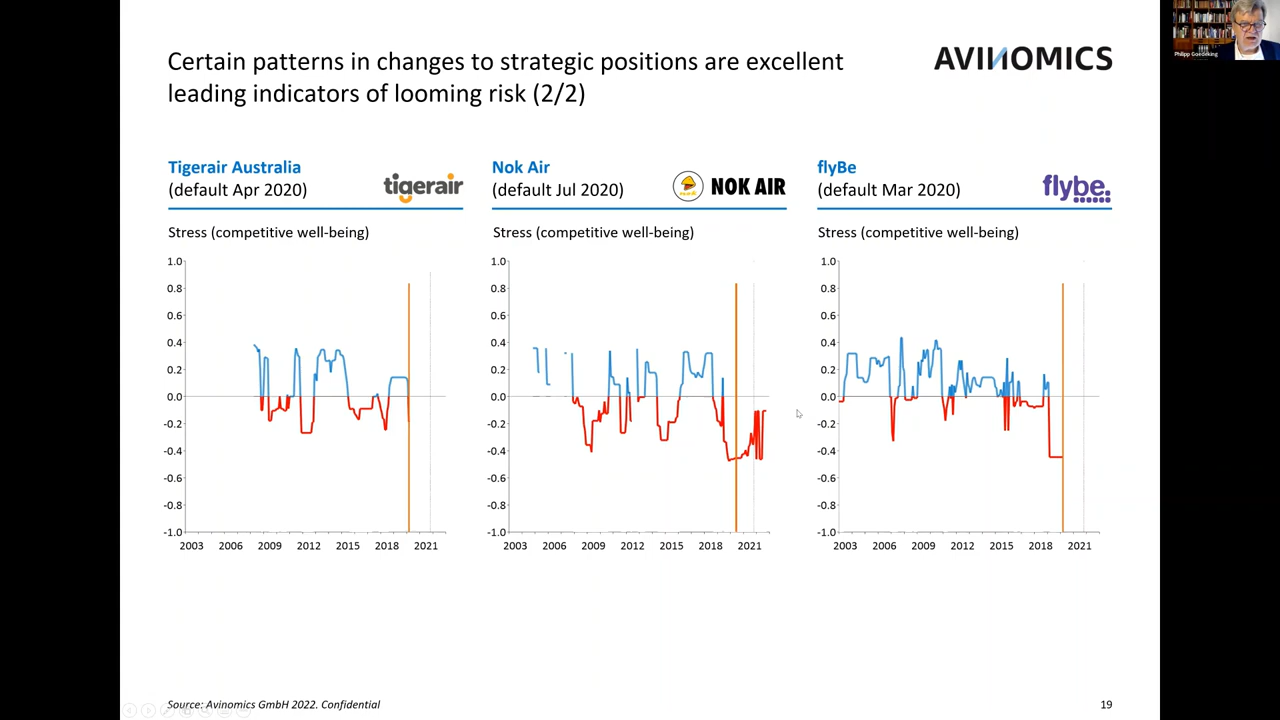 Certain patterns in changes to strategic positions are excellent
leading indicators of looming risk (2/2)
AVINOMICS
Philipp Goedeking
Tigerair Australia
(default Apr 2020)
tigerair
Nok Air
(default Jul 2020)
nok
NOK AIR
flyBe
(default Mar 2020)
flybe.
Stress (competitive well-being)
1.0
0.8
0.6
0.4
0.2
0.0
-0.2
-0.4
-0.6
-0.8
-1.0
2003 2006 2009 2012 2015 2018 2021
Stress (competitive well-being)
1.0
0.8
0.6
0.4
0.2
0.0
-0.2
-0.4
-0.6
-0.8
-1.0
2003 2006 2009 2012 2015 2018 2021
Stress (competitive well-being)
1.0
0.8
0.6
0.4
0.2
0.0
-0.2
-0.4
-0.6
-0.8
-1.0
2003 2006 2009 2012 2015 2018 2021
Source: Avinomics GmbH 2022. Confidential
19